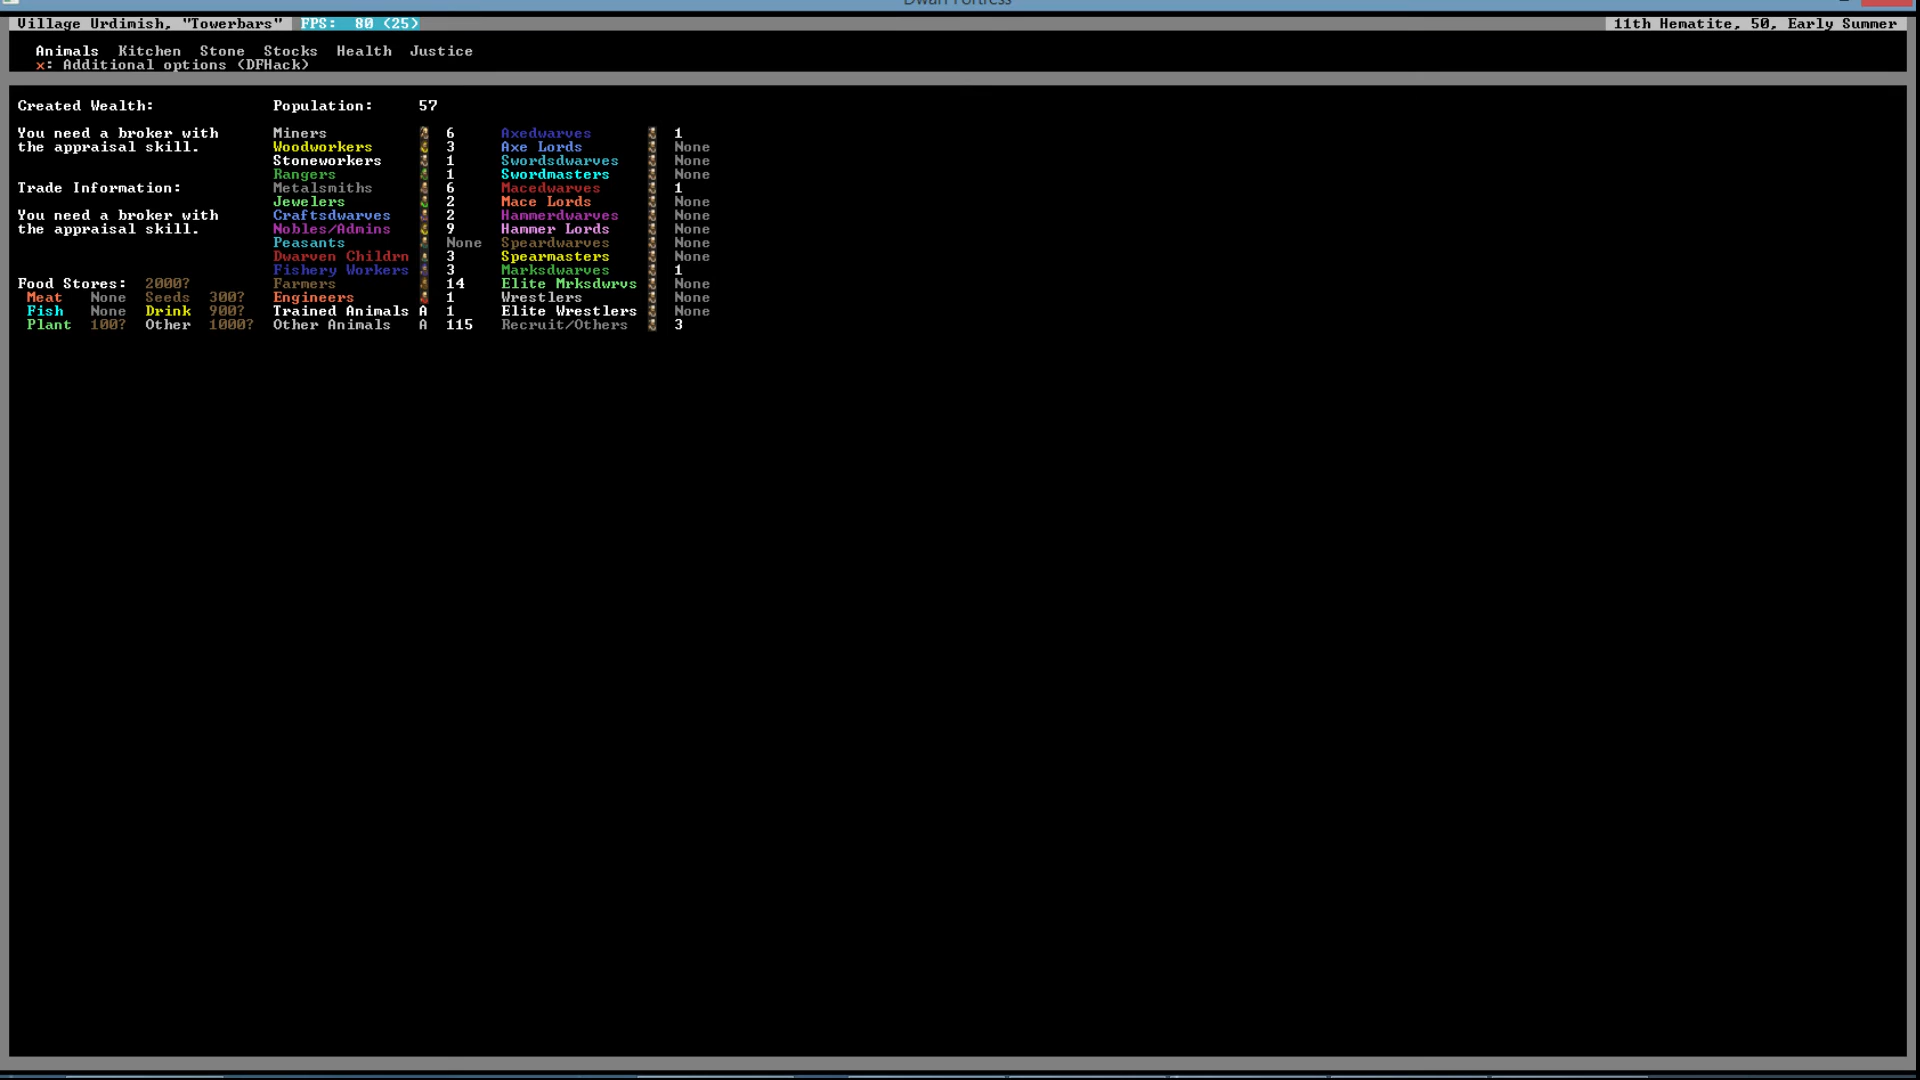 Dwarf Fortress
Village Urdimish, "Towerbars" FPS: 80 (25) 11th Hematite, 50, Early Summer
Animals Kitchen Stone Stocks Health Justice
x: Additional options (DFHack)
Created Wealth: Population: 57
You need a broker with Miners 6 Axedwarves 1
the appraisal skill. Woodworkers 3 Axe Lords None
Stoneworkers 1 Swordsdwarves None
Rangers 1 Swordmasters None
Trade Information: Metalsmiths 6 Macedwarves 1
Jewelers 2 Mace Lords None
You need a broker with Craftsdwarves 2 Hammerdwarves None
the appraisal skill. Nobles/Admins 9 Hammer Lords None
Peasants None Speardwarves None
Dwarven Childrn 3 Spearmasters None
Fishery Workers 3 Marksdwarves 1
Food Stores: 2000? Farmers 14 Elite Mrksdwrvs None
Meat None Seeds 300? Engineers 1 Wrestlers None
Fish None Drink 900? Trained Animals A 1 Elite Wrestlers None
Plant 100? Other 1000? Other Animals A 115 Recruit/Others 3